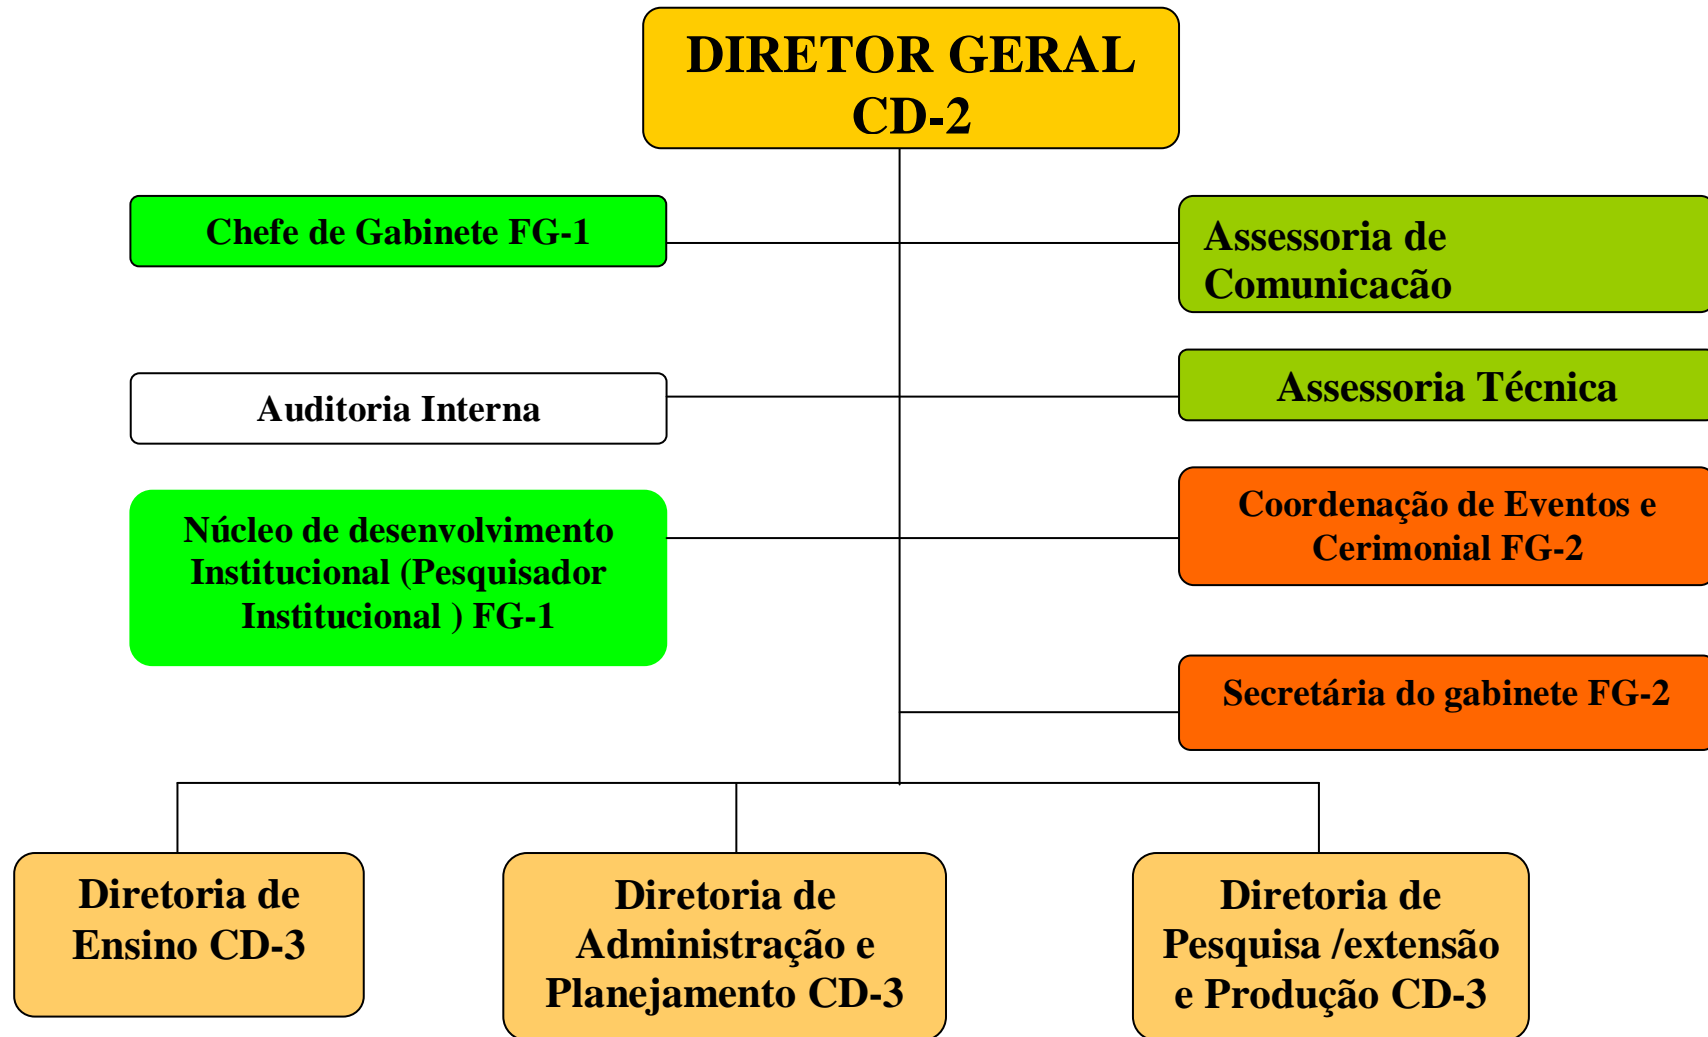 DIRETOR GERAL
CD-2
Chefe de Gabinete FG-1
Assessoria de
Comunicacão
Auditoria Interna
Assessoria Técnica
Núcleo de desenvolvimento
Institucional (Pesquisador
Institucional ) FG-1
Coordenação de Eventos e
Cerimonial FG-2
Secretária do gabinete FG-2
Diretoria de
Ensino CD-3
Diretoria de
Administração e
Planejamento CD-3
Diretoria de
Pesquisa /extensão
e Produção CD-3